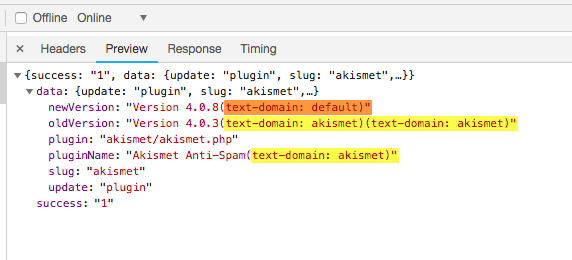 Offline Online ▼
× Headers Preview Response Timing
▼{success: "1", data: {update: "plugin", slug: "akismet",…}}
▼data: {update: "plugin", slug: "akismet",…}
newVersion: "Version 4.0.8(text-domain: default)"
oldVersion: "Version 4.0.3(text-domain: akismet)(text-domain: akismet)"
plugin: "akismet/akismet.php"
pluginName: "Akismet Anti-Spam(text-domain: akismet)"
slug: "akismet"
update: "plugin"
success: "1"